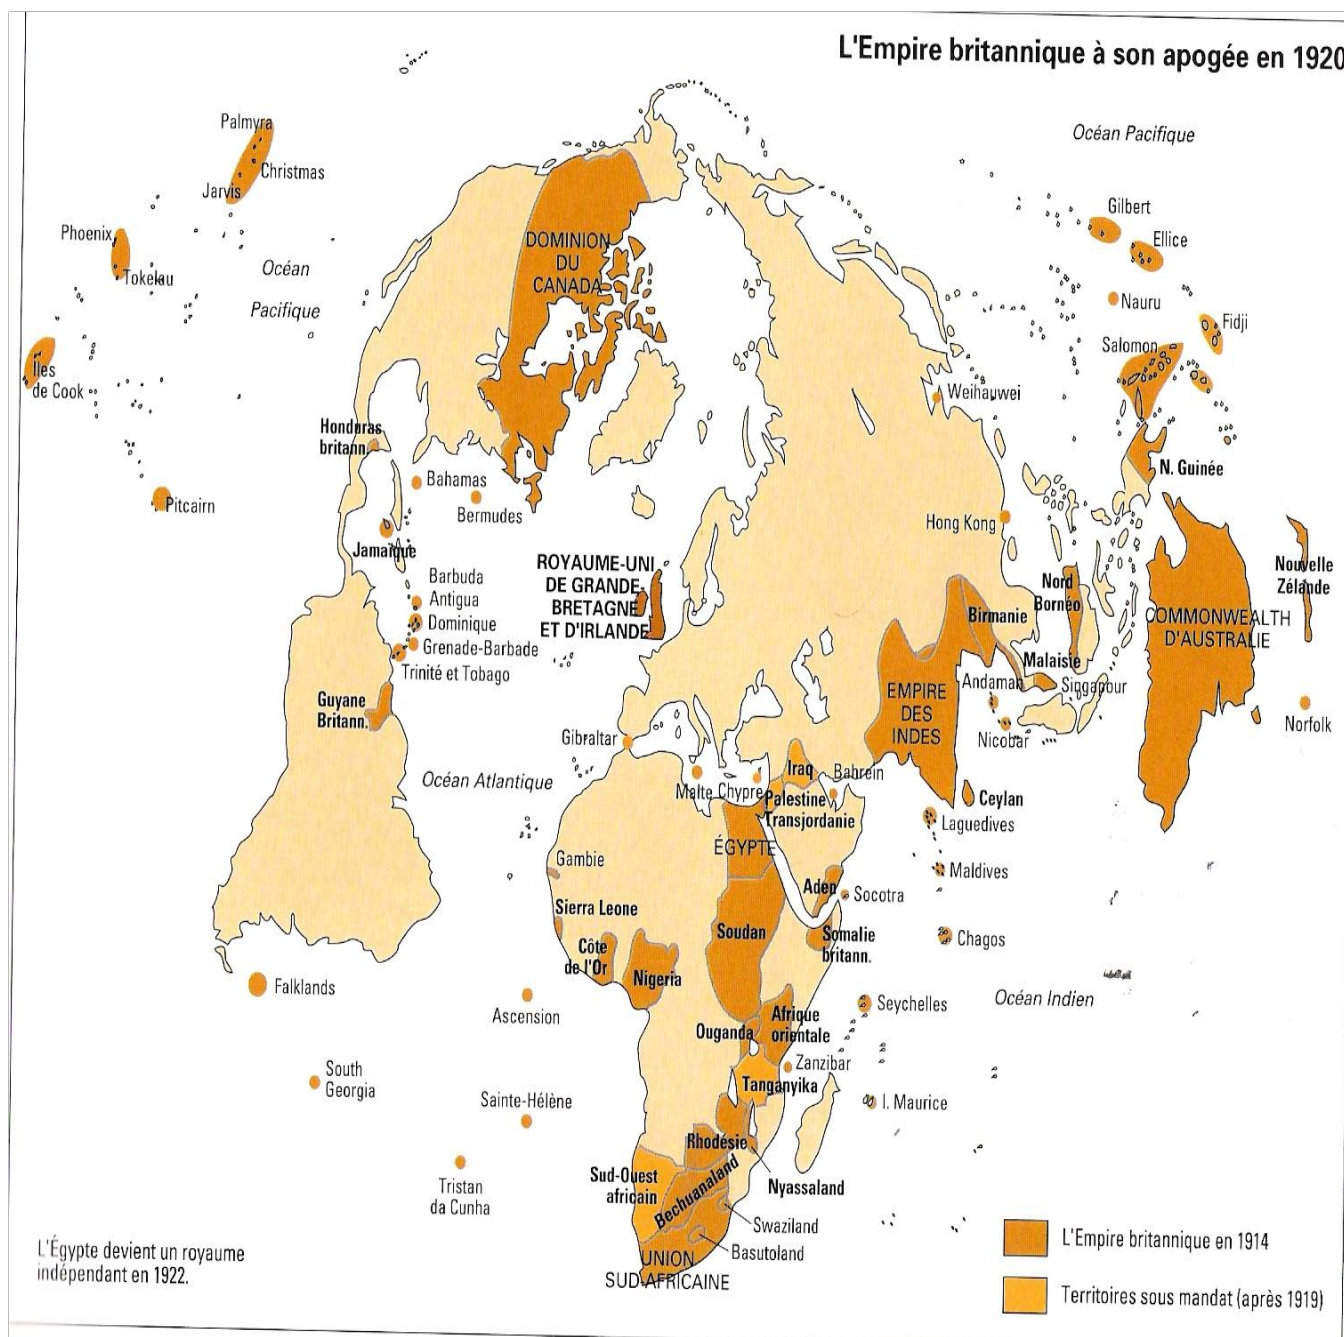 L'Empire britannique à son apogée en 1920
Océan Pacifique
Palmyra
Christmas
Jarvis
Phoenix
Tokelau
Océan
Pacifique
Îles
de Cook
Pitcairn
DOMINION
DU
CANADA
Gilbert
Ellice
Nauru
Fidji
Salomon
Weihauwei
N. Guinée
Honduras
britann.
Bahamas
Bermudes
Jamaïque
Hong Kong
ROYAUME-UNI
DE GRANDE-
BRETAGNE
ET D'IRLANDE
Barbuda
Antigua
Dominique
Grenade-Barbade
Trinité et Tobago
Guyane
Britann.
Nord
Bornéo
Birmanie
Malaisie
Andaman
Singapour
Nicobar
Nouvelle
Zélande
COMMONWEALTH
D'AUSTRALIE
Norfolk
EMPIRE
DES
INDES
Gibraltar
Océan Atlantique
Malte
Chypre
Iraq
Bahrein
Palestine
Transjordanie
Ceylan
Laguedives
Maldives
ÉGYPTE
Gambie
Sierra Leone
Côte
de l'Or
Nigeria
Soudan
Aden
Socotra
Somalie
britann.
Chagos
Falklands
Ascension
Ouganda
Afrique
orientale
Seychelles
Océan Indien
South
Georgia
Sainte-Hélène
Zanzibar
Tanganyika
I. Maurice
Tristan
da Cunha
Rhodésie
Sud-Ouest
africain
Bechuanaland
Nyassaland
Swaziland
Basutoland
UNION
SUD-AFRICAINE
L'Égypte devient un royaume
indépendant en 1922.
L'Empire britannique en 1914
Territoires sous mandat (après 1919)